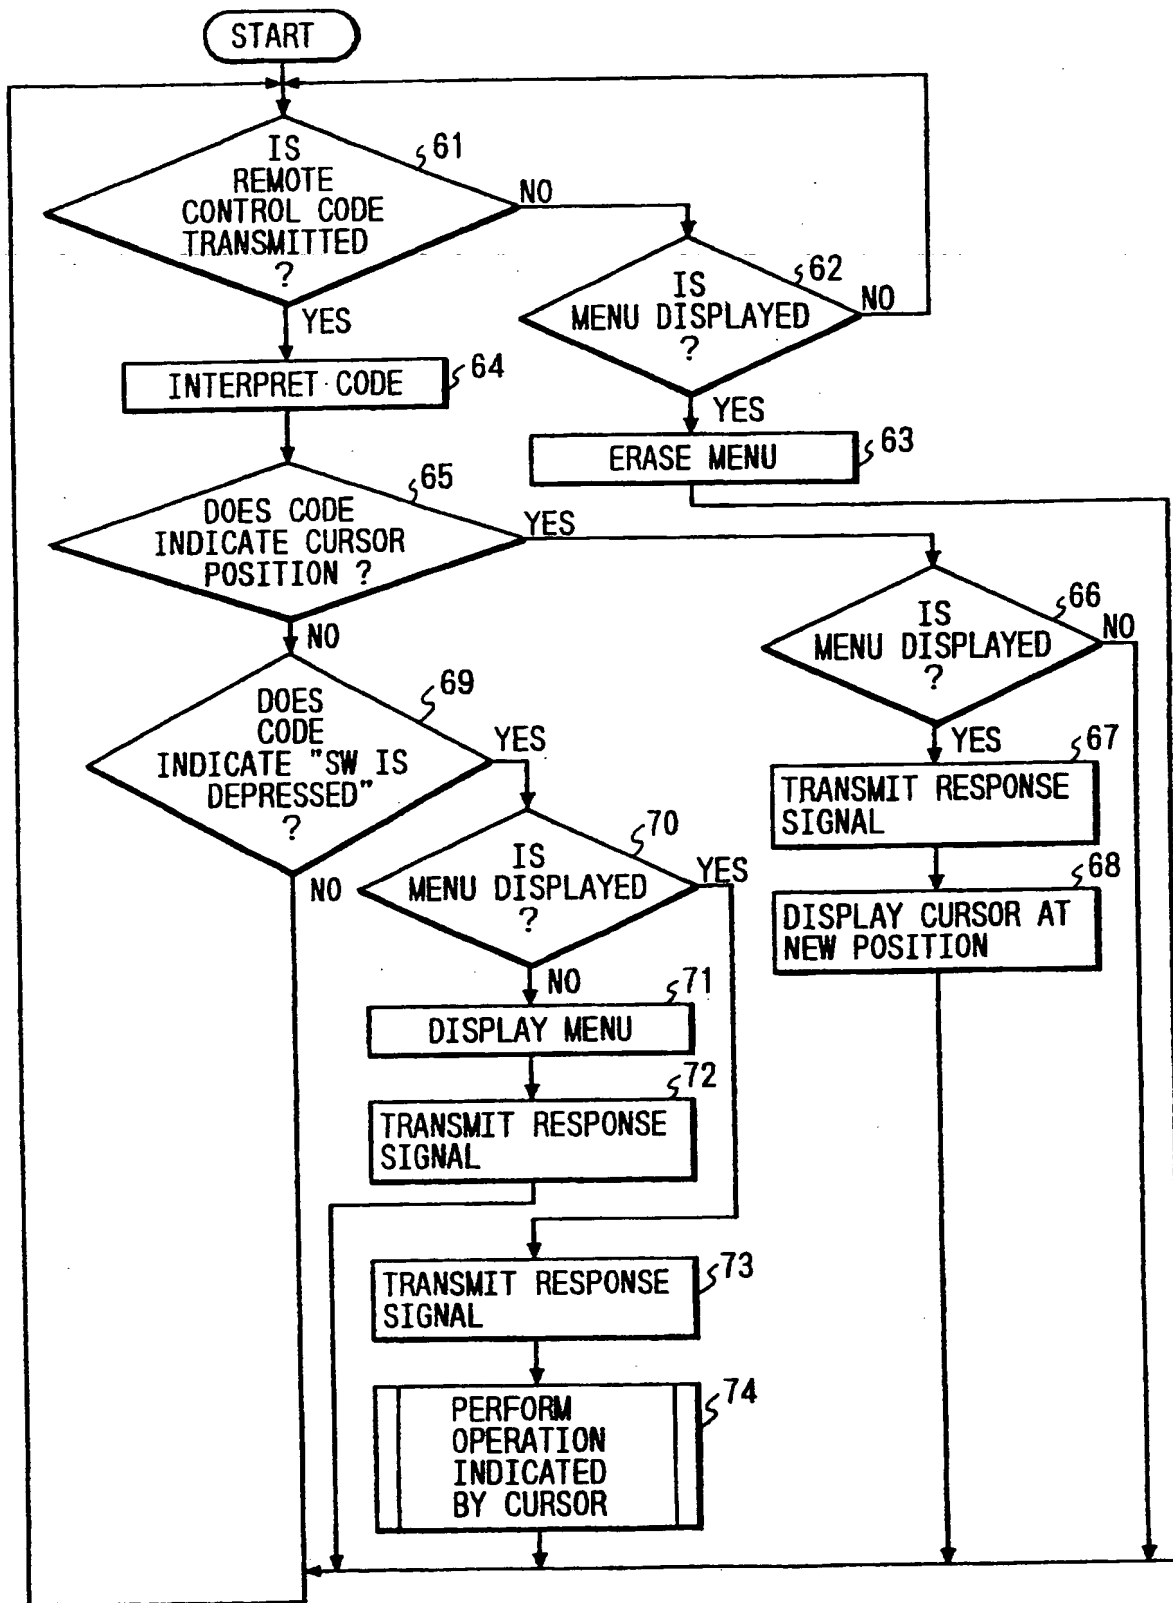 START
IS
REMOTE
CONTROL CODE
TRANSMITTED
?
61
NO
YES
IS
MENU DISPLAYED
?
62
NO
YES
INTERPRET CODE
64
ERASE MENU
63
DOES CODE
INDICATE CURSOR
POSITION ?
65
YES
NO
IS
MENU DISPLAYED
?
66
NO
YES
TRANSMIT RESPONSE
SIGNAL
67
DISPLAY CURSOR AT
NEW POSITION
68
DOES
CODE
INDICATE "SW IS
DEPRESSED"
?
69
YES
NO
IS
MENU DISPLAYED
?
70
YES
NO
DISPLAY MENU
71
TRANSMIT RESPONSE
SIGNAL
72
TRANSMIT RESPONSE
SIGNAL
73
PERFORM
OPERATION
INDICATED
BY CURSOR
74